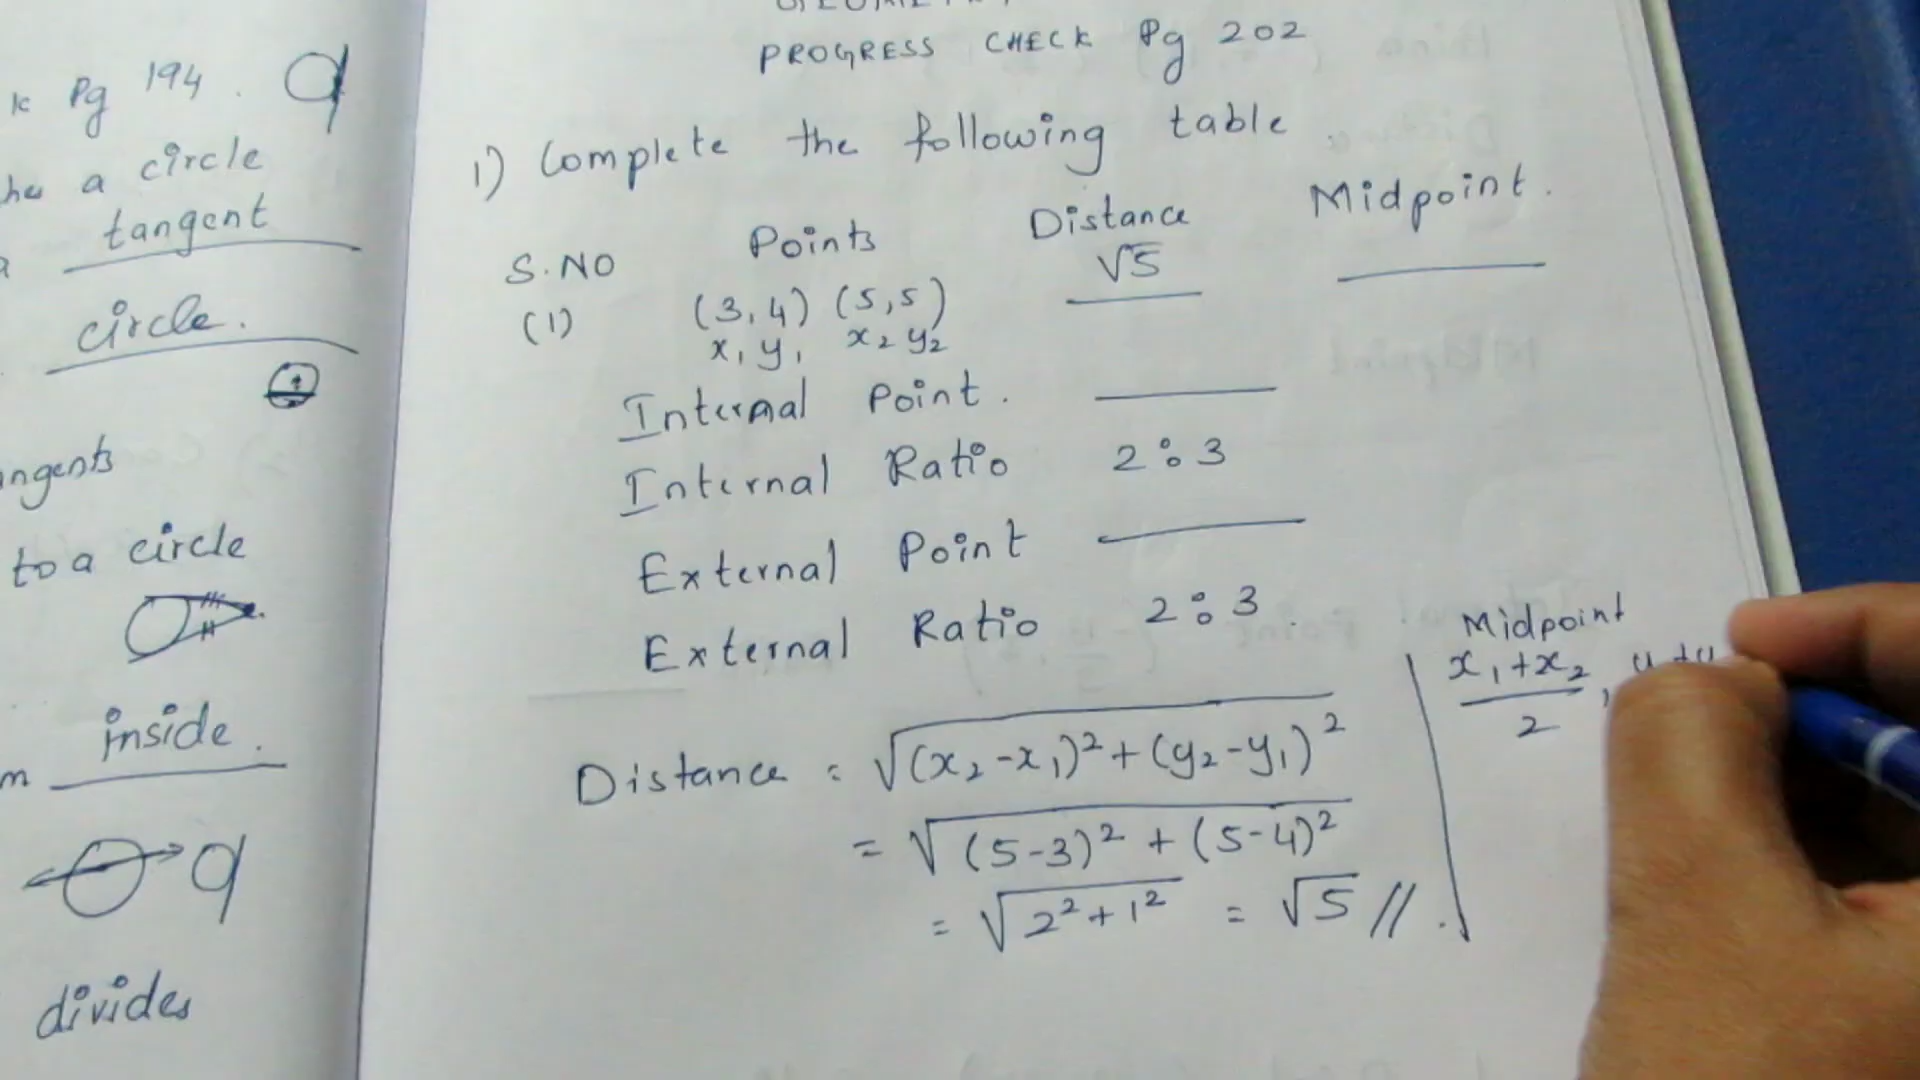 k Pg 194 .
a circle
tangent
circle.
to a circle
inside.
divides
PROGRESS CHECK Pg 202
1) Complete the following table
S.NO Points Distance Midpoint.
(1) (3,4) (5,5) √5
x₁ y₁ x₂ y₂
Internal Point.
Internal Ratio 2:3
External Point
External Ratio 2:3.
Distance = √(x₂-x₁)²+(y₂-y₁)²
= √(5-3)² + (5-4)²
= √2²+1² = √5 //.
Midpoint
x₁+x₂/2,